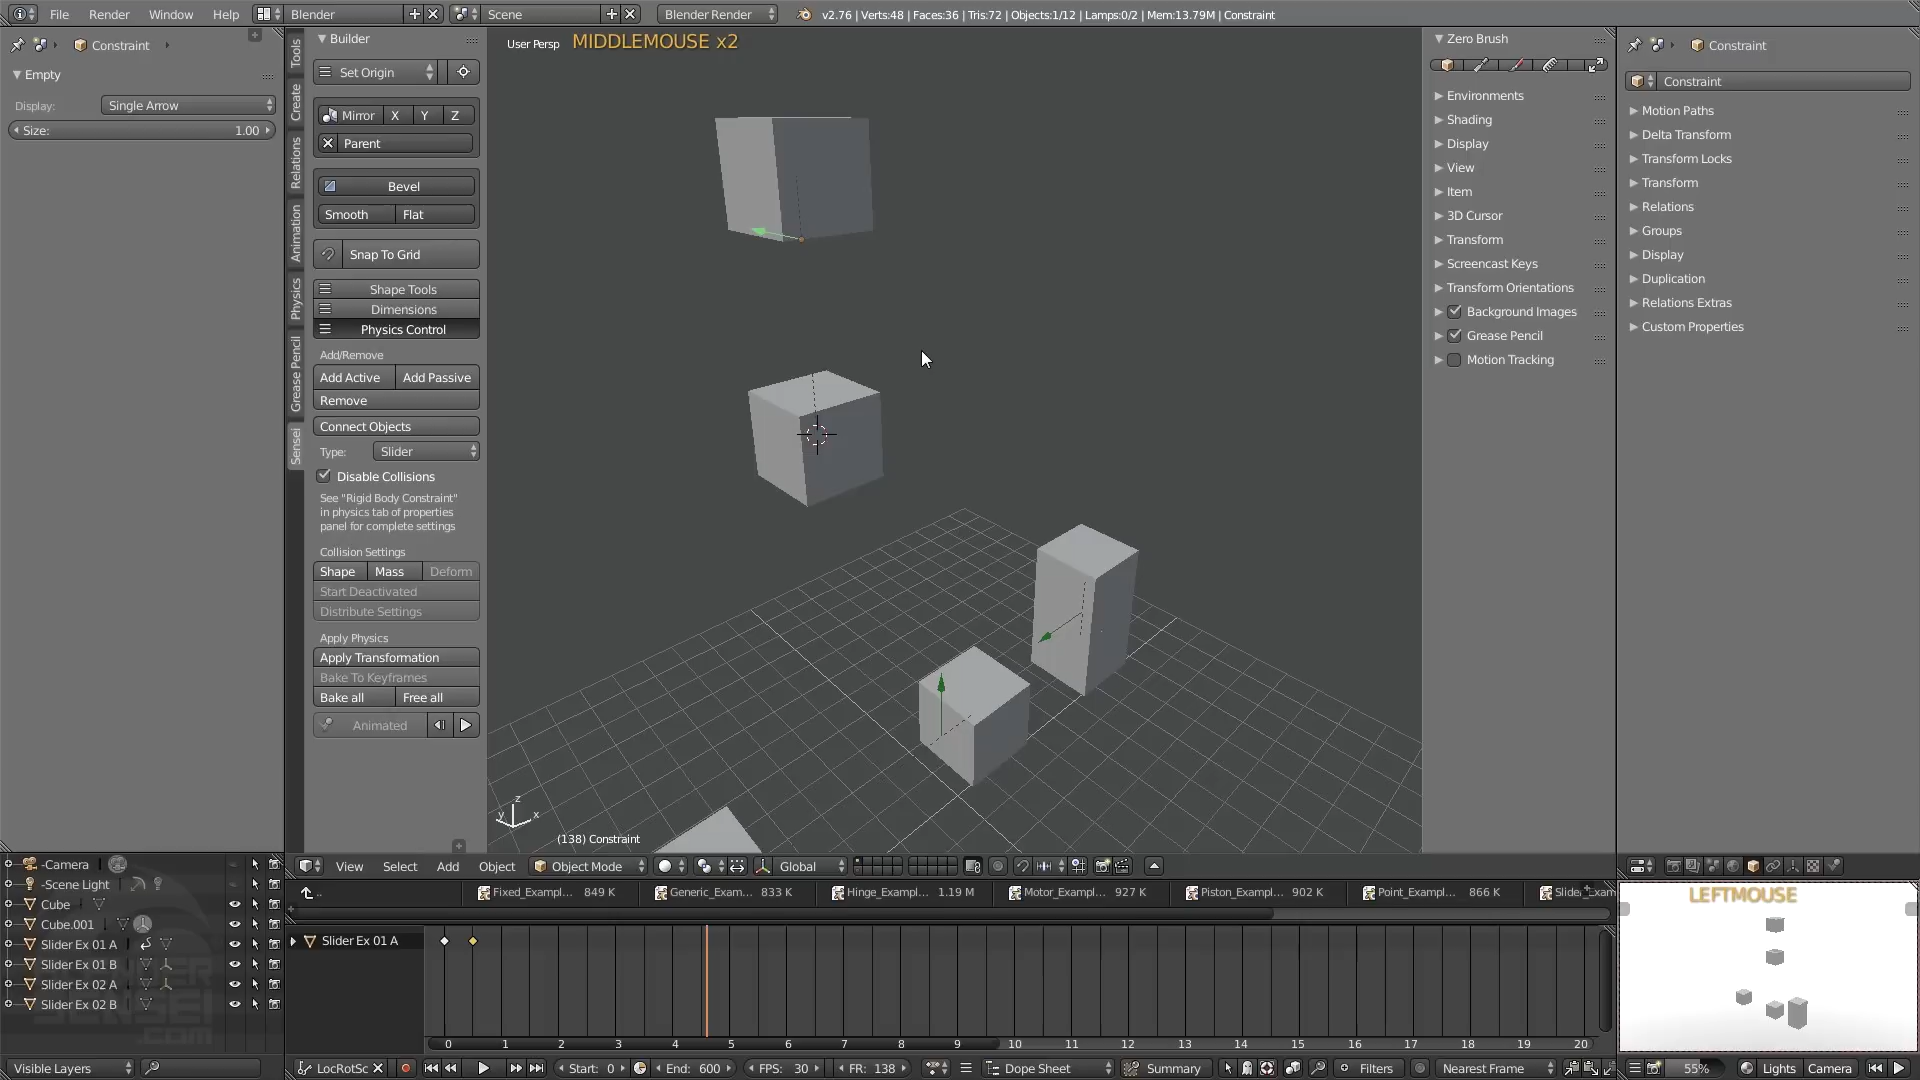 File Render Window Help Blender Scene Blender Render v2.76 | Verts:48 | Faces:36 | Tris:72 | Objects:1/12 | Lamps:0/2 | Mem:13.79M | Constraint
Constraint
Empty
Display: Single Arrow
Size: 1.00
Tools
Create
Relations
Animation
Physics
Grease Pencil
Sensei
Builder
Set Origin
Mirror X Y Z
Parent
Bevel
Smooth Flat
Snap To Grid
Shape Tools
Dimensions
Physics Control
Add/Remove
Add Active Add Passive
Remove
Connect Objects
Type: Slider
Disable Collisions
See "Rigid Body Constraint"
in physics tab of properties
panel for complete settings
Collision Settings
Shape Mass Deform
Start Deactivated
Distribute Settings
Apply Physics
Apply Transformation
Bake To Keyframes
Bake all Free all
Animated
User Persp MIDDLEMOUSE x2
z
y x
(138) Constraint
Zero Brush
Environments
Shading
Display
View
Item
3D Cursor
Transform
Screencast Keys
Transform Orientations
Background Images
Grease Pencil
Motion Tracking
Constraint
Constraint
Motion Paths
Delta Transform
Transform Locks
Transform
Relations
Groups
Display
Duplication
Relations Extras
Custom Properties
View Select Add Object Object Mode Global
-Camera
-Scene Light
Cube
Cube.001
Slider Ex 01 A
Slider Ex 01 B
Slider Ex 02 A
Slider Ex 02 B
BLENDER
SENSEI
.COM
Visible Layers
.. Fixed_Exampl... 849 K Generic_Exam... 833 K Hinge_Exampl... 1.19 M Motor_Exampl... 927 K Piston_Exampl... 902 K Point_Exampl... 866 K
Slider Ex 01 A
0 1 2 3 4 5 6 7 8 9 10 11 12 13 14 15 16 17 18 19 20
LocRotSc Start: 0 End: 600 FPS: 30 FR: 138 Dope Sheet Summary Filters Nearest Frame
LEFTMOUSE
55% Lights Camera